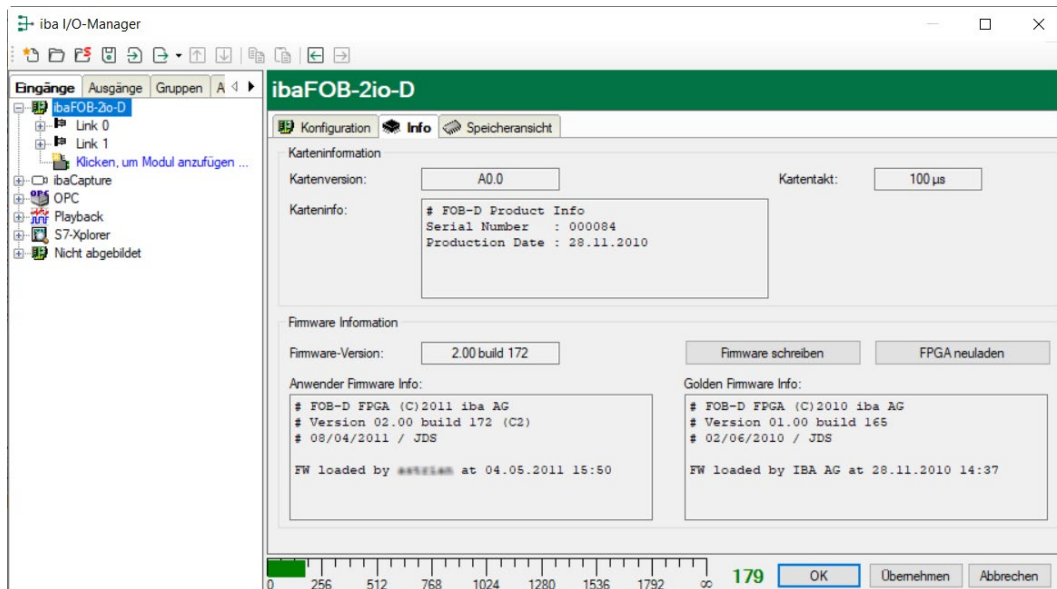 iba I/O-Manager
Eingänge Ausgänge Gruppen A
ibaFOB-2io-D
Link 0
Link 1
Klicken, um Modul anzufügen ...
ibaCapture
OPC
Playback
S7-Xplorer
Nicht abgebildet
ibaFOB-2io-D
Konfiguration Info Speicheransicht
Karteninformation
Kartenversion: A0.0 Kartentakt: 100 µs
Karteninfo:
# FOB-D Product Info
Serial Number : 000084
Production Date : 28.11.2010
Firmware Information
Firmware-Version: 2.00 build 172 Firmware schreiben FPGA neuladen
Anwender Firmware Info:
# FOB-D FPGA (C)2011 iba AG
# Version 02.00 build 172 (C2)
# 08/04/2011 / JDS
FW loaded by at 04.05.2011 15:50
Golden Firmware Info:
# FOB-D FPGA (C)2010 iba AG
# Version 01.00 build 165
# 02/06/2010 / JDS
FW loaded by IBA AG at 28.11.2010 14:37
0 256 512 768 1024 1280 1536 1792 ∞
179 OK Übernehmen Abbrechen